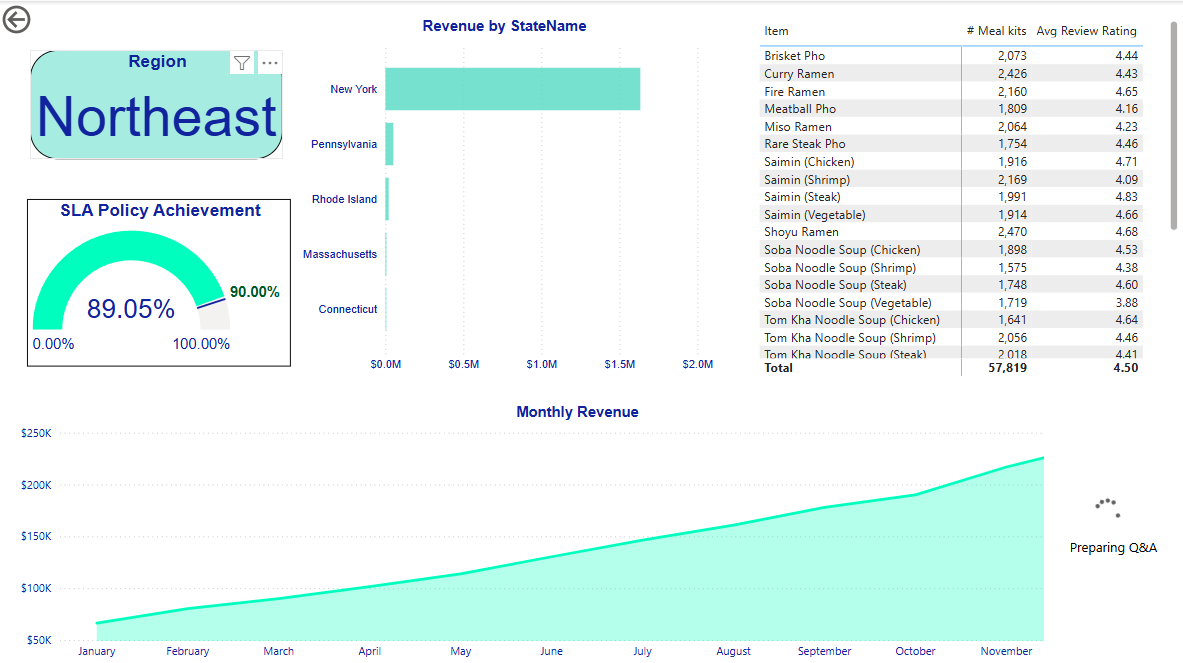 Region
Northeast
SLA Policy Achievement
90.00%
89.05%
0.00% 100.00%
Revenue by StateName
New York
Pennsylvania
Rhode Island
Massachusetts
Connecticut
$0.0M $0.5M $1.0M $1.5M $2.0M
Item # Meal kits Avg Review Rating
Brisket Pho 2,073 4.44
Curry Ramen 2,426 4.43
Fire Ramen 2,160 4.65
Meatball Pho 1,809 4.16
Miso Ramen 2,064 4.23
Rare Steak Pho 1,754 4.46
Saimin (Chicken) 1,916 4.71
Saimin (Shrimp) 2,169 4.09
Saimin (Steak) 1,991 4.83
Saimin (Vegetable) 1,914 4.66
Shoyu Ramen 2,470 4.68
Soba Noodle Soup (Chicken) 1,898 4.53
Soba Noodle Soup (Shrimp) 1,575 4.38
Soba Noodle Soup (Steak) 1,748 4.60
Soba Noodle Soup (Vegetable) 1,719 3.88
Tom Kha Noodle Soup (Chicken) 1,641 4.64
Tom Kha Noodle Soup (Shrimp) 2,056 4.46
Tom Kha Noodle Soup (Steak) 2,018 4.41
Total 57,819 4.50
Monthly Revenue
$250K
$200K
$150K
$100K
$50K
January February March April May June July August September October November
Preparing Q&A